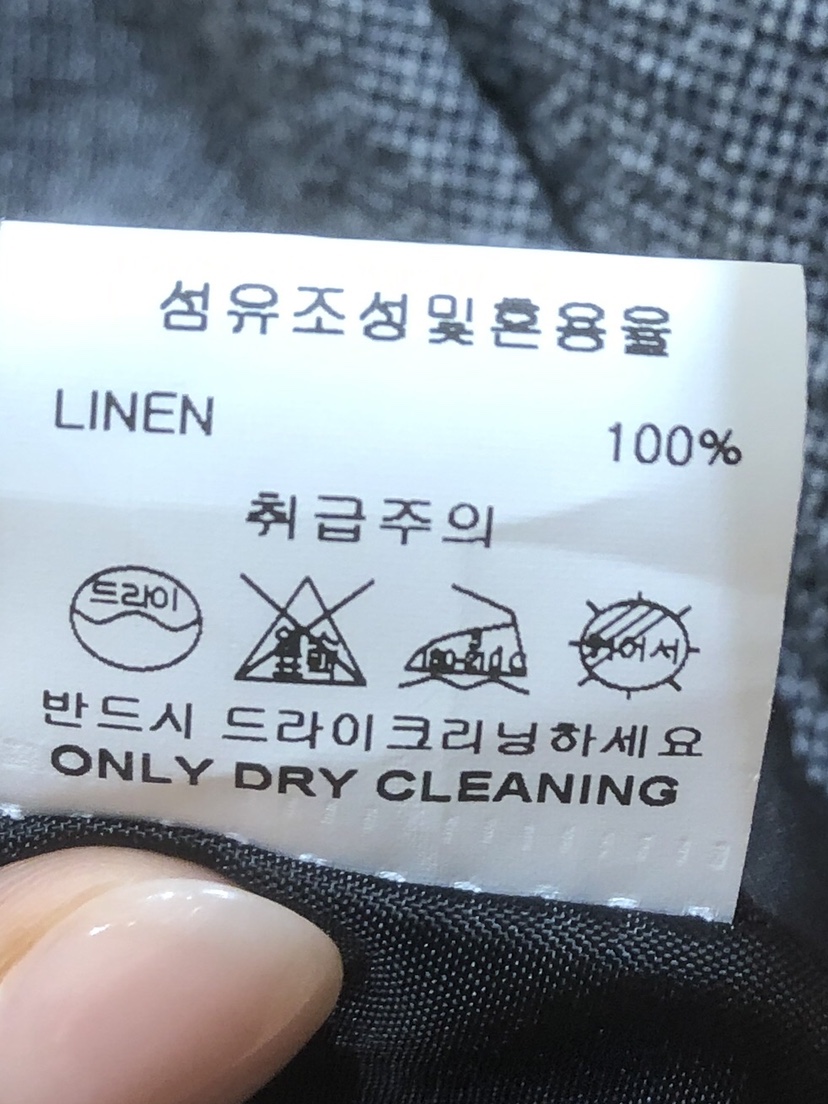 섬유조성및혼용율
LINEN 100%
취급주의
드라이
반드시 드라이크리닝하세요
ONLY DRY CLEANING